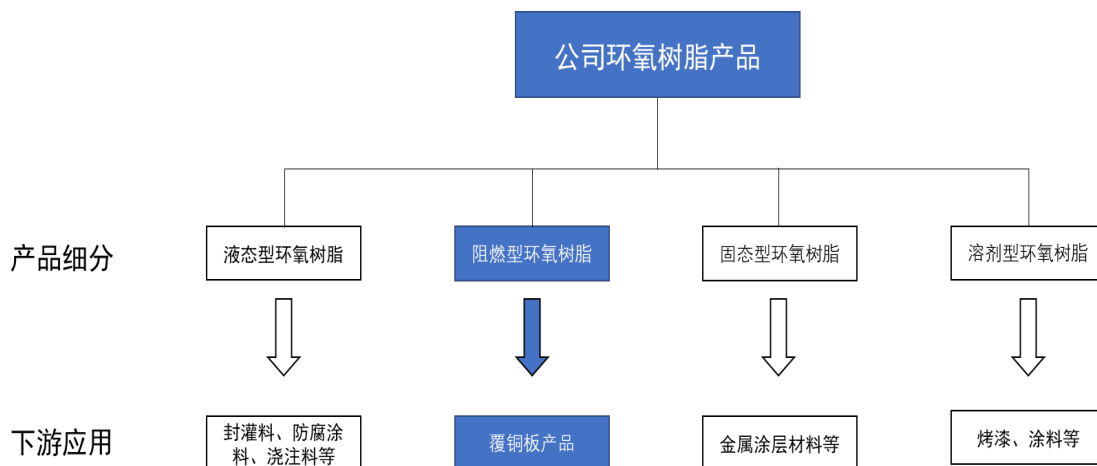 公司环氧树脂产品
产品细分
液态型环氧树脂
阻燃型环氧树脂
固态型环氧树脂
溶剂型环氧树脂
下游应用
封灌料、防腐涂
料、浇注料等
覆铜板产品
金属涂层材料等
烤漆、涂料等